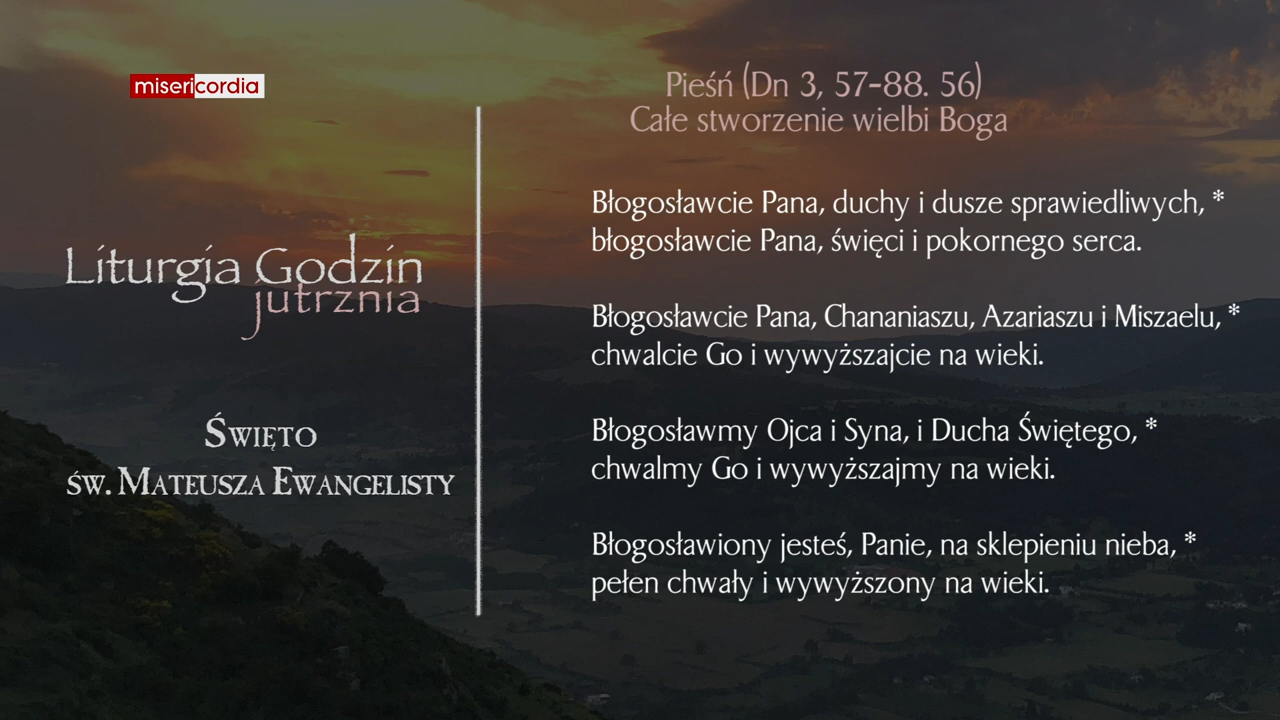 misericordia
Liturgia Godzin
jutrznia
Święto
św. Mateusza Ewangelisty
Pieśń (Dn 3, 57-88. 56)
Całe stworzenie wielbi Boga
Błogosławcie Pana, duchy i dusze sprawiedliwych, *
błogosławcie Pana, święci i pokornego serca.
Błogosławcie Pana, Chananiaszu, Azariaszu i Miszaelu, *
chwalcie Go i wywyższajcie na wieki.
Błogosławmy Ojca i Syna, i Ducha Świętego, *
chwalmy Go i wywyższajmy na wieki.
Błogosławiony jesteś, Panie, na sklepieniu nieba, *
pełen chwały i wywyższony na wieki.